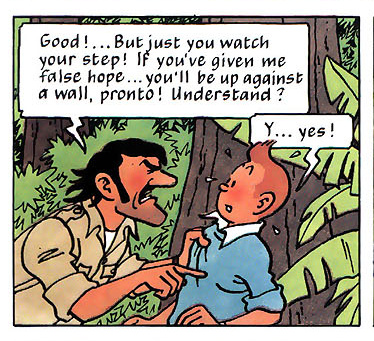 Good!... But just you watch
your step! If you've given me
false hope... you'll be up against
a wall, pronto! Understand?
Y... yes!